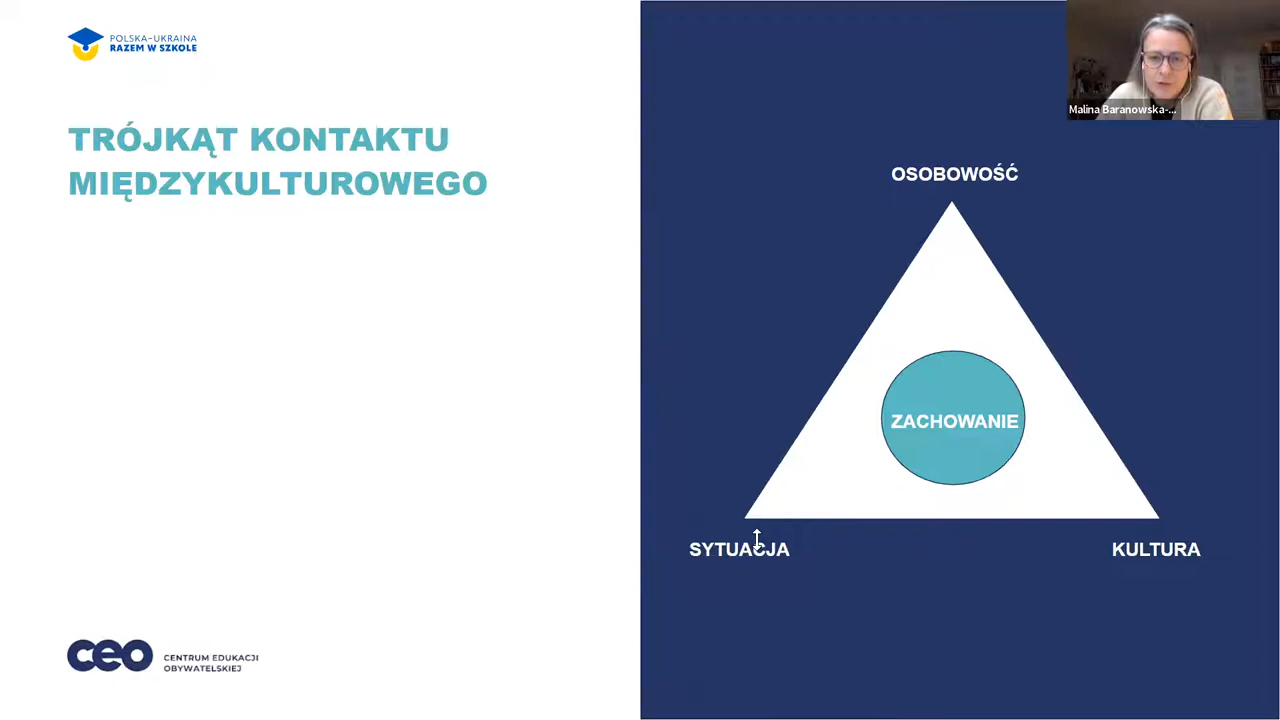 POLSKA-UKRAINA
RAZEM W SZKOLE
TRÓJKĄT KONTAKTU
MIĘDZYKULTUROWEGO
Malina Baranowska-...
OSOBOWOŚĆ
ZACHOWANIE
SYTUACJA
KULTURA
ceo
CENTRUM EDUKACJI
OBYWATELSKIEJ